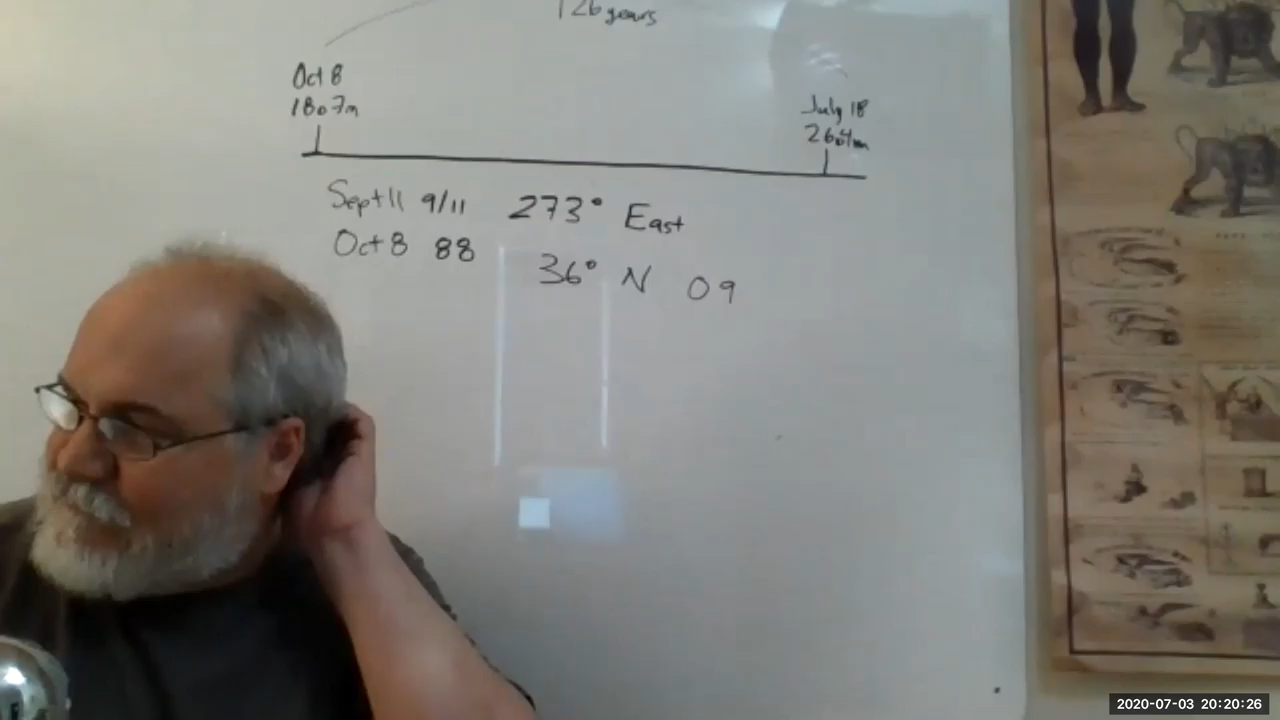 126 years
Oct 8
1807m
July 18
2604m
Sept 11 9/11 273° East
Oct 8 88
36° N 09
2020-07-03 20:20:26